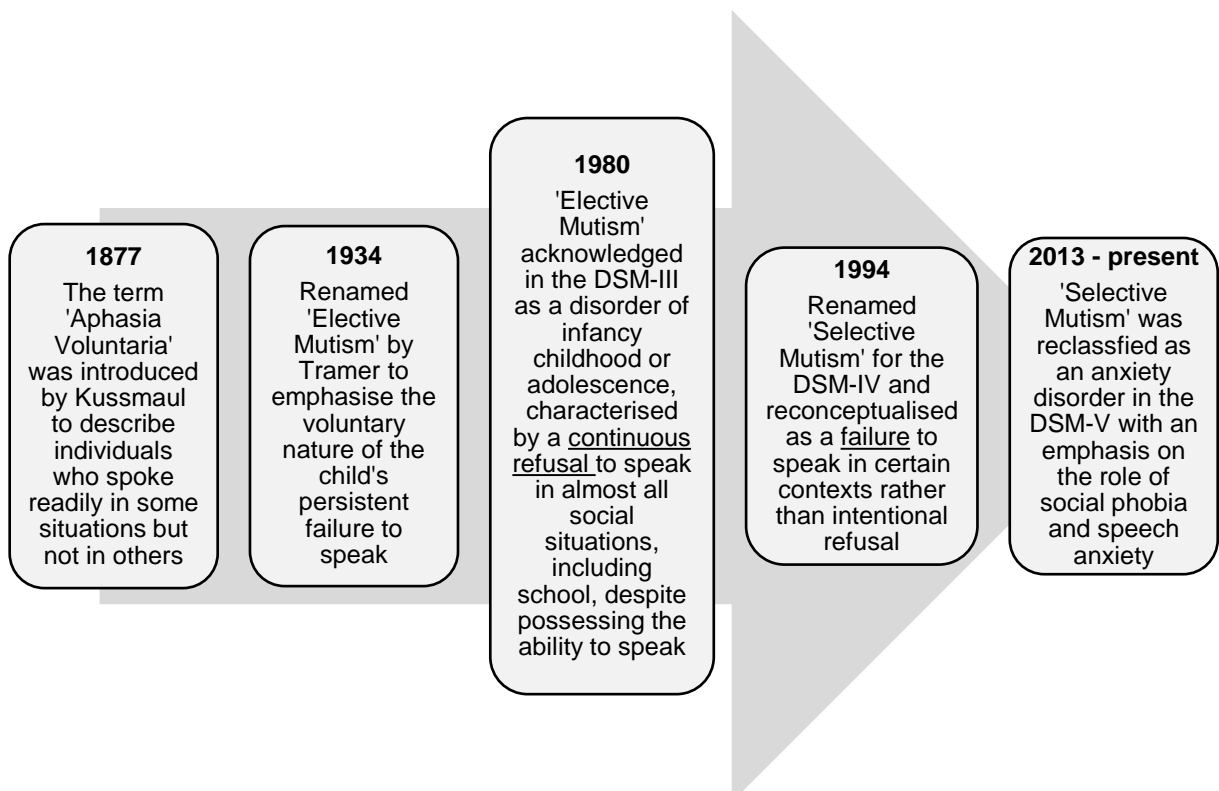 1877
The term
'Aphasia
Voluntaria'
was introduced
by Kussmaul
to describe
individuals
who spoke
readily in some
situations but
not in others
1934
Renamed
'Elective
Mutism' by
Tramer to
emphasise the
voluntary
nature of the
child's
persistent
failure to
speak
1980
'Elective
Mutism'
acknowledged
in the DSM-III
as a disorder of
infancy
childhood or
adolescence,
characterised
by a continuous
refusal to speak
in almost all
social
situations,
including
school, despite
possessing the
ability to speak
1994
Renamed
'Selective
Mutism' for the
DSM-IV and
reconceptualised
as a failure to
speak in certain
contexts rather
than intentional
refusal
2013 - present
'Selective
Mutism' was
reclassfied as
an anxiety
disorder in the
DSM-V with an
emphasis on
the role of
social phobia
and speech
anxiety